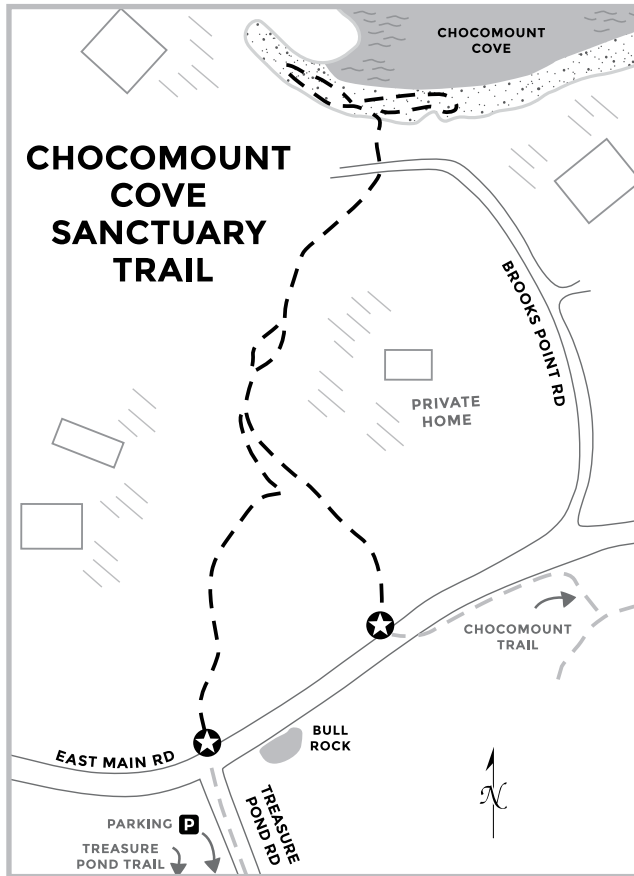 CHOCOMOUNT
COVE
CHOCOMOUNT
COVE
SANCTUARY
TRAIL
BROOKS POINT RD
PRIVATE
HOME
CHOCOMOUNT
TRAIL
BULL
ROCK
EAST MAIN RD
TREASURE
POND RD
PARKING P
TREASURE
POND TRAIL
N